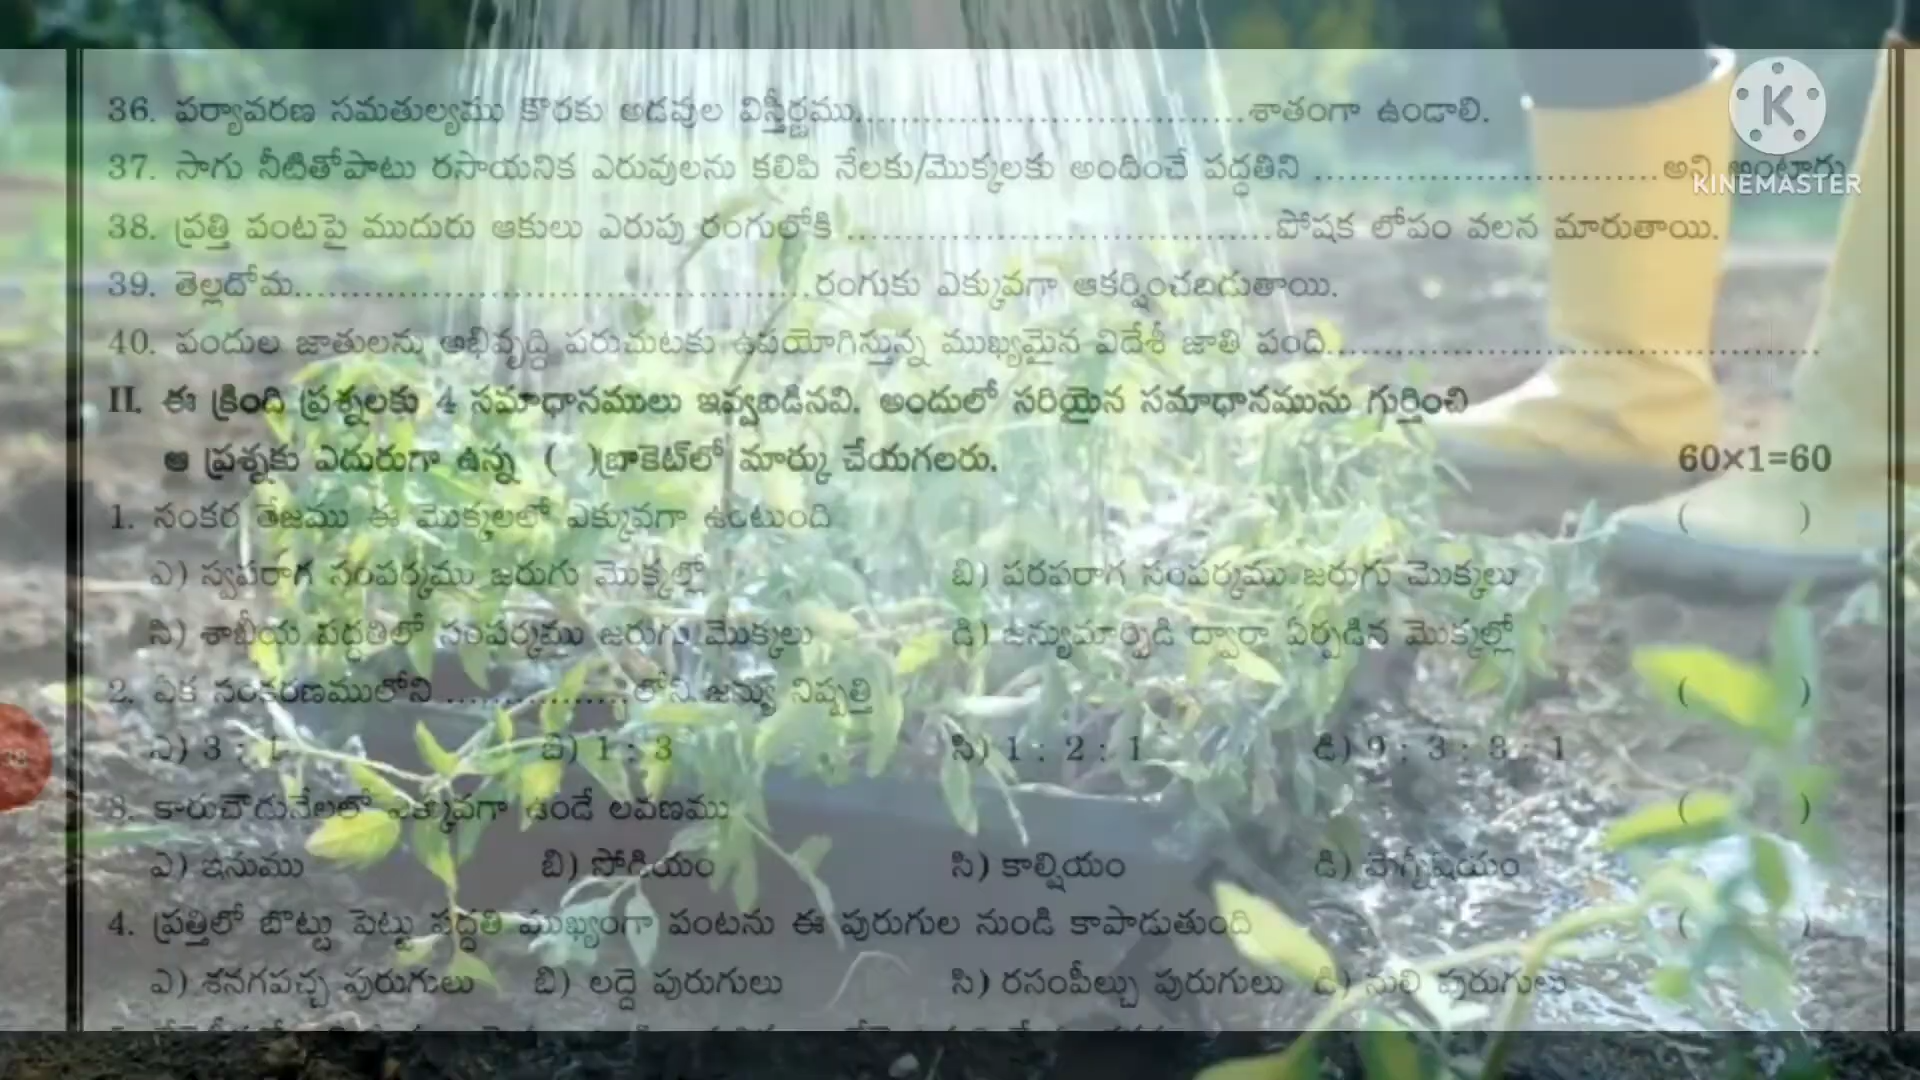 36. పర్యావరణ సమతుల్యము కొరకు అడవుల విస్తీర్ణము..............................శాతంగా ఉండాలి.
37. సాగు నీటితోపాటు రసాయనిక ఎరువులను కలిపి నేలకు/మొక్కలకు అందించే పద్ధతిని .......................... అని అంటారు
KINEMASTER
38. ప్రత్తి పంటపై ముదురు ఆకులు ఎరుపు రంగులోకి ................................పోషక లోపం వలన మారుతాయి.
39. తెల్లదోమ.......................................రంగుకు ఎక్కువగా ఆకర్షించబడుతాయి.
40. పందుల జాతులను అభివృద్ధి పరుచుటకు ఉపయోగిస్తున్న ముఖ్యమైన విదేశీ జాతి పంది......................................
II. ఈ క్రింది ప్రశ్నలకు 4 సమాధానములు ఇవ్వబడినవి. అందులో సరియైన సమాధానమును గుర్తించి
ఆ ప్రశ్నకు ఎదురుగా ఉన్న ( )బ్రాకెట్‌లో మార్కు చేయగలరు. 60×1=60
1. సంకర తేజము ఈ మొక్కలలో ఎక్కువగా ఉంటుంది ( )
ఎ) స్వపరాగ సంపర్కము జరుగు మొక్కల్లో బి) పరపరాగ సంపర్కము జరుగు మొక్కలు
సి) శాఖీయ పద్ధతిలో సంపర్కము జరుగు మొక్కలు డి) జన్యుమార్పిడి ద్వారా ఏర్పడిన మొక్కల్లో
2. ఏక సంకరణములోని ............... లోని జన్యు నిష్పత్తి ( )
ఎ) 3 : 1 బి) 1 : 3 సి) 1 : 2 : 1 డి) 9 : 3 : 3 : 1
3. కారుచౌడునేలలో ఎక్కువగా ఉండే లవణము ( )
ఎ) ఇనుము బి) సోడియం సి) కాల్షియం డి) మెగ్నీషియం
4. ప్రత్తిలో బొట్టు పెట్టు పద్ధతి ముఖ్యంగా పంటను ఈ పురుగుల నుండి కాపాడుతుంది ( )
ఎ) శనగపచ్చ పురుగులు బి) లద్దె పురుగులు సి) రసంపీల్చు పురుగులు డి) నులి పురుగులు